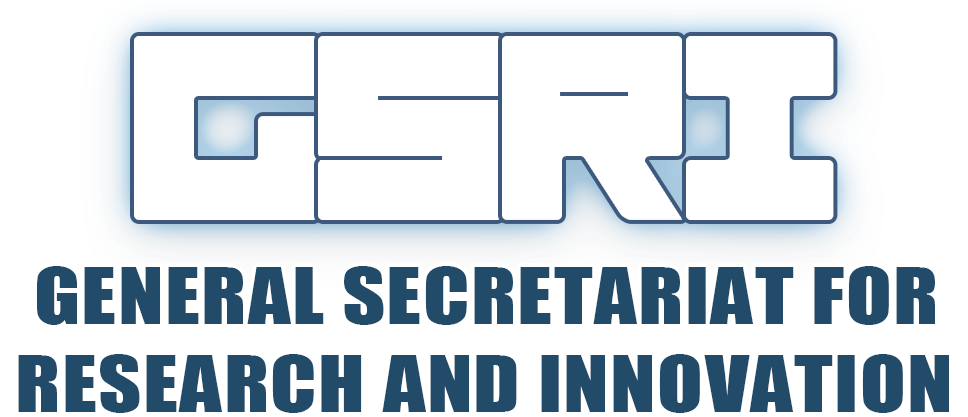 GSRI
GENERAL SECRETARIAT FOR
RESEARCH AND INNOVATION